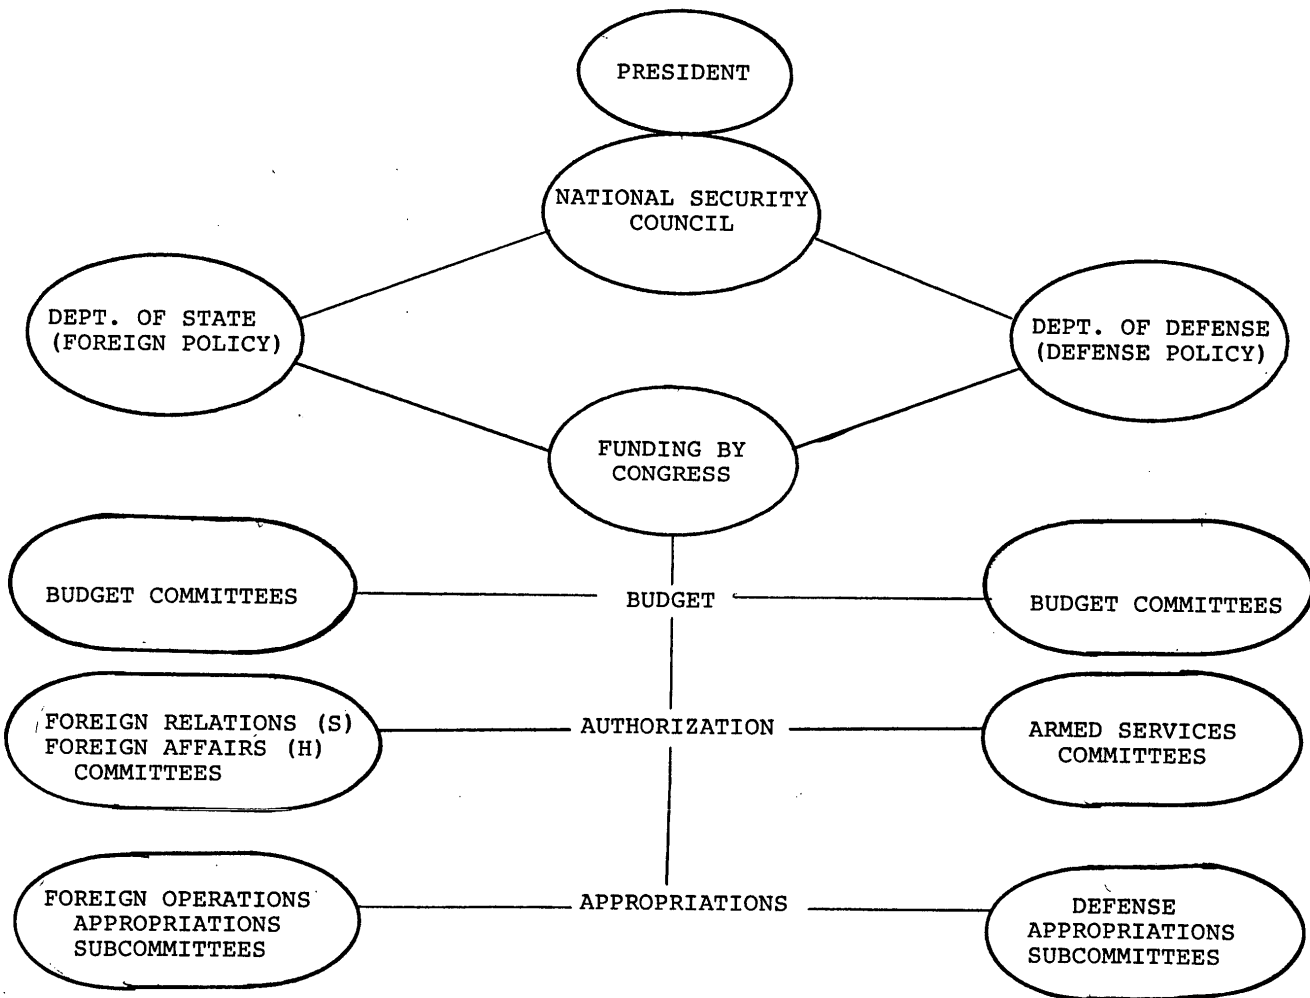 PRESIDENT
NATIONAL SECURITY
COUNCIL
DEPT. OF STATE
(FOREIGN POLICY)
DEPT. OF DEFENSE
(DEFENSE POLICY)
FUNDING BY
CONGRESS
BUDGET COMMITTEES
BUDGET
BUDGET COMMITTEES
FOREIGN RELATIONS (S)
FOREIGN AFFAIRS (H)
COMMITTEES
AUTHORIZATION
ARMED SERVICES
COMMITTEES
FOREIGN OPERATIONS
APPROPRIATIONS
SUBCOMMITTEES
APPROPRIATIONS
DEFENSE
APPROPRIATIONS
SUBCOMMITTEES